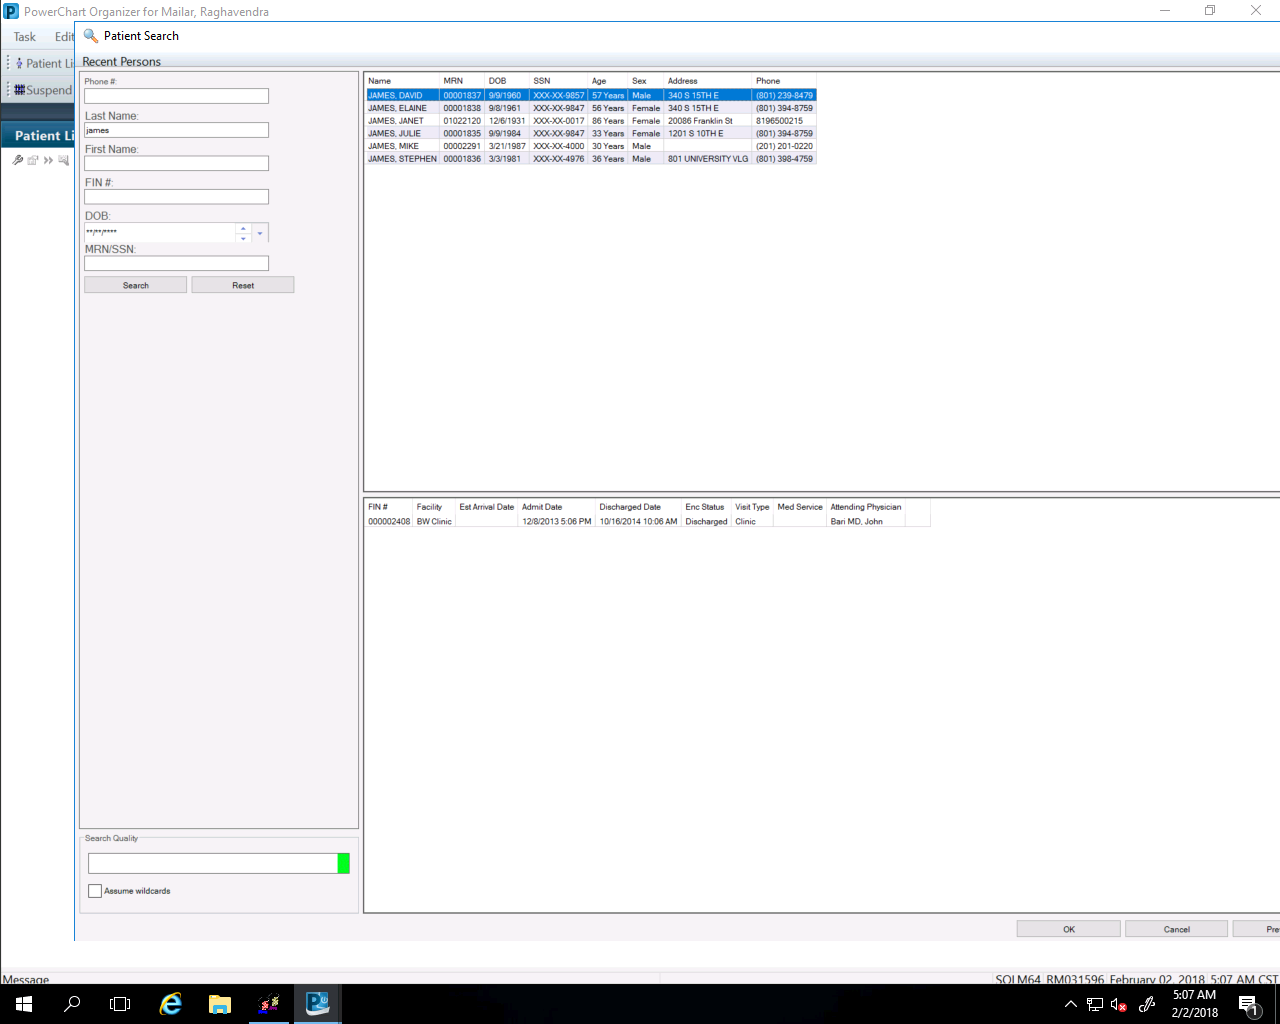 PowerChart Organizer for Mailar, Raghavendra
Task Edit
Patient Search
Patient Li
Recent Persons
Suspend
Patient Li
Phone #:
Last Name:
james
First Name:
FIN #:
DOB:
**/**/****
MRN/SSN:
Search Reset
Name MRN DOB SSN Age Sex Address Phone
JAMES, DAVID 00001837 9/9/1960 XXX-XX-9857 57 Years Male 340 S 15TH E (801) 239-8479
JAMES, ELAINE 00001838 9/8/1961 XXX-XX-9847 56 Years Female 340 S 15TH E (801) 394-8759
JAMES, JANET 01022120 12/6/1931 XXX-XX-0017 86 Years Female 20086 Franklin St 8196500215
JAMES, JULIE 00001835 9/9/1984 XXX-XX-9847 33 Years Female 1201 S 10TH E (801) 394-8759
JAMES, MIKE 00002291 3/21/1987 XXX-XX-4000 30 Years Male (201) 201-0220
JAMES, STEPHEN 00001836 3/3/1981 XXX-XX-4976 36 Years Male 801 UNIVERSITY VLG (801) 398-4759
FIN # Facility Est Arrival Date Admit Date Discharged Date Enc Status Visit Type Med Service Attending Physician
000002408 BW Clinic 12/8/2013 5:06 PM 10/16/2014 10:06 AM Discharged Clinic Bari MD, John
Search Quality
Assume wildcards
OK Cancel Pre
Message
SOLM64 RM031596 February 02, 2018 5:07 AM CST
5:07 AM
2/2/2018
1